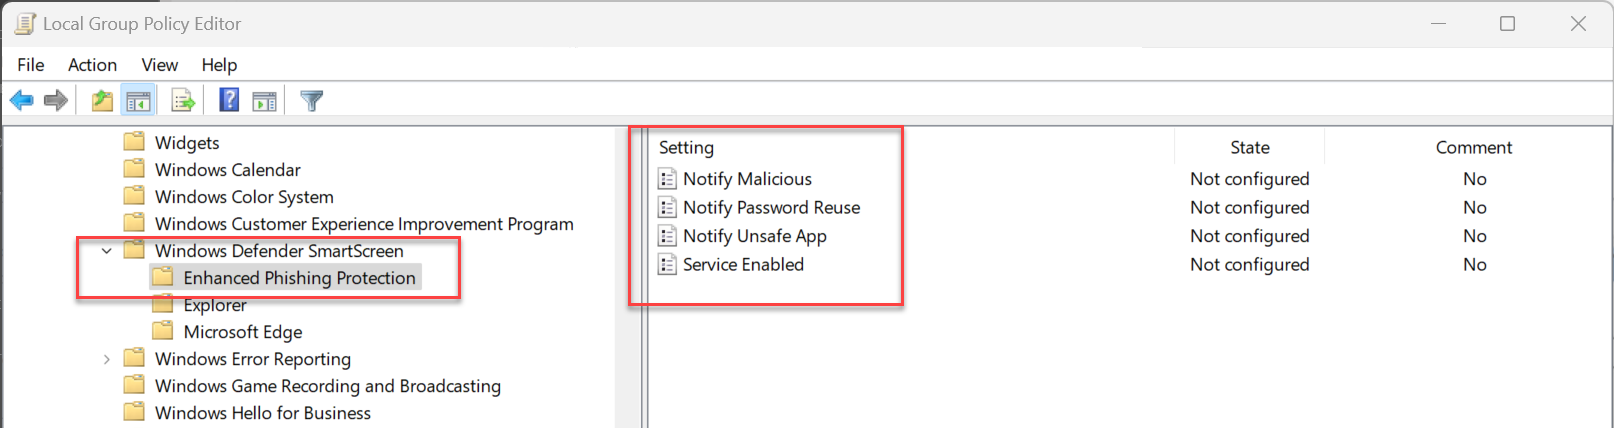 Local Group Policy Editor
File Action View Help
Widgets
Windows Calendar
Windows Color System
Windows Customer Experience Improvement Program
Windows Defender SmartScreen
Enhanced Phishing Protection
Explorer
Microsoft Edge
Windows Error Reporting
Windows Game Recording and Broadcasting
Windows Hello for Business
Setting State Comment
Notify Malicious Not configured No
Notify Password Reuse Not configured No
Notify Unsafe App Not configured No
Service Enabled Not configured No